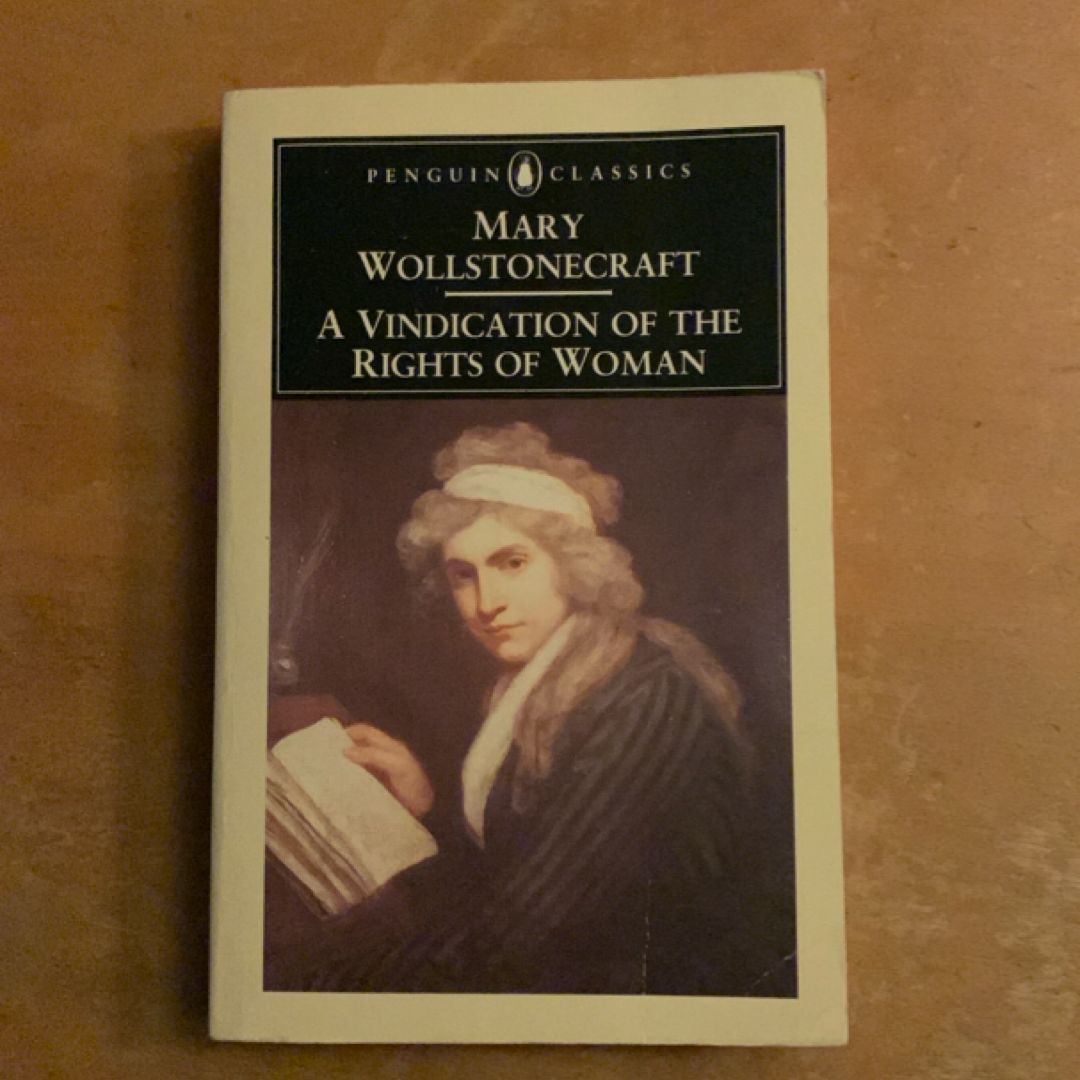 PENGUIN CLASSICS
MARY
WOLLSTONECRAFT
A VINDICATION OF THE
RIGHTS OF WOMAN